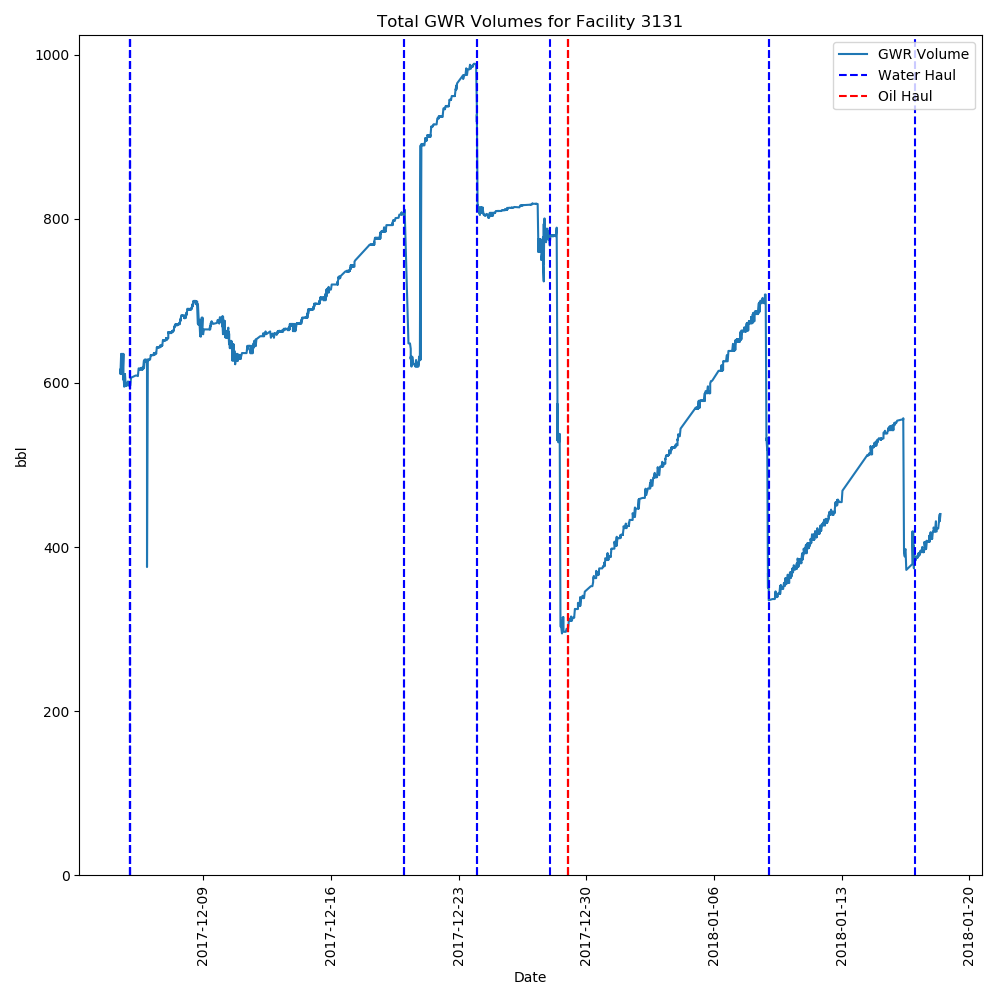 Total GWR Volumes for Facility 3131
GWR Volume
Water Haul
Oil Haul
1000
800
600
400
200
0
bbl
2017-12-09
2017-12-16
2017-12-23
2017-12-30
2018-01-06
2018-01-13
2018-01-20
Date